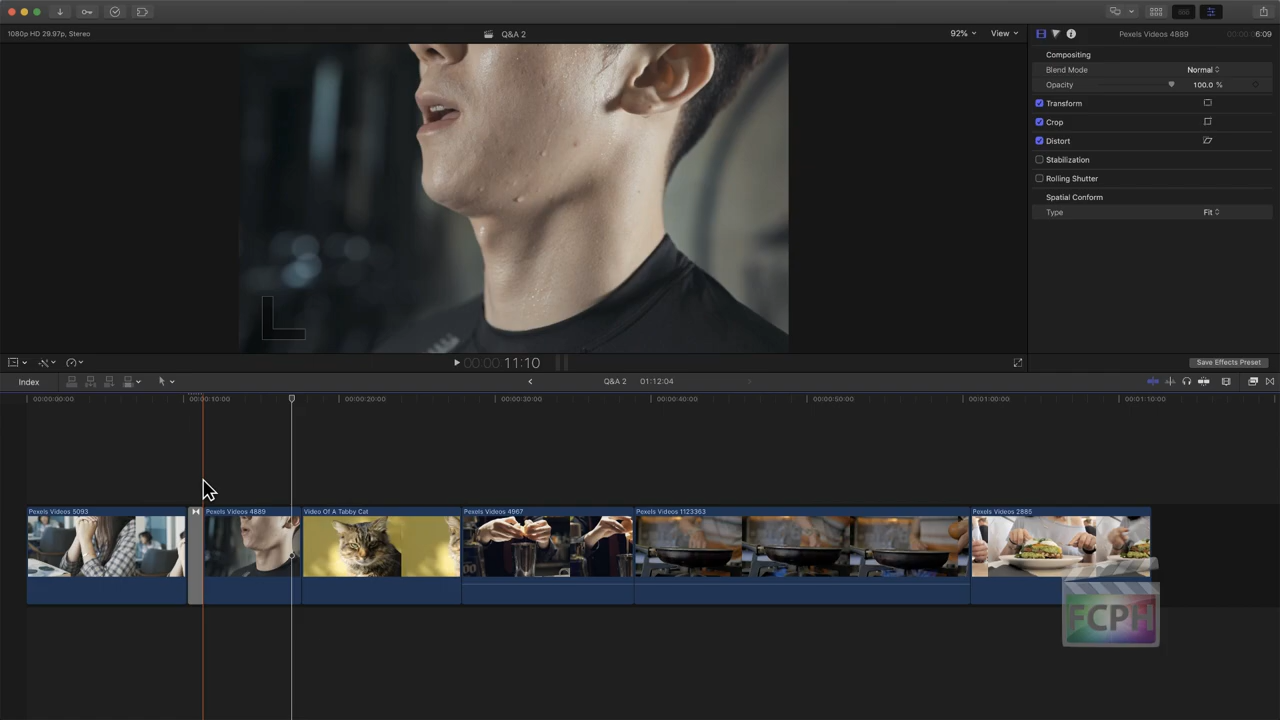 1080p HD 29.97p, Stereo
Q&A 2
92%
View
Pexels Videos 4889
00:00:06:09
Compositing
Blend Mode
Normal
Opacity
100.0 %
Transform
Crop
Distort
Stabilization
Rolling Shutter
Spatial Conform
Type
Fit
00:00:11:10
Save Effects Preset
Index
Q&A 2
01:12:04
00:00:00:00
00:00:10:00
00:00:20:00
00:00:30:00
00:00:40:00
00:00:50:00
00:01:00:00
00:01:10:00
Pexels Videos 5093
Pexels Videos 4889
Video Of A Tabby Cat
Pexels Videos 4967
Pexels Videos 1123363
Pexels Videos 2885
FCPH